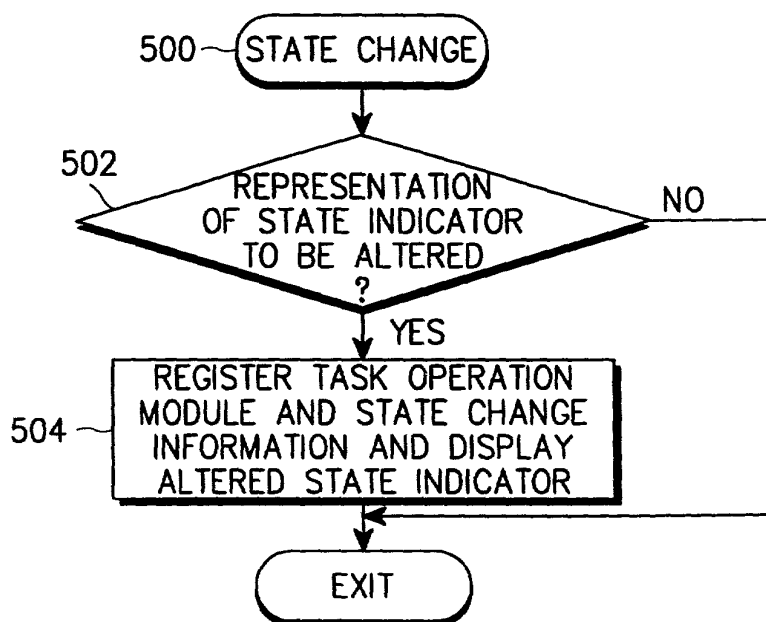 500
STATE CHANGE
502
REPRESENTATION
OF STATE INDICATOR
TO BE ALTERED
?
NO
YES
504
REGISTER TASK OPERATION
MODULE AND STATE CHANGE
INFORMATION AND DISPLAY
ALTERED STATE INDICATOR
EXIT